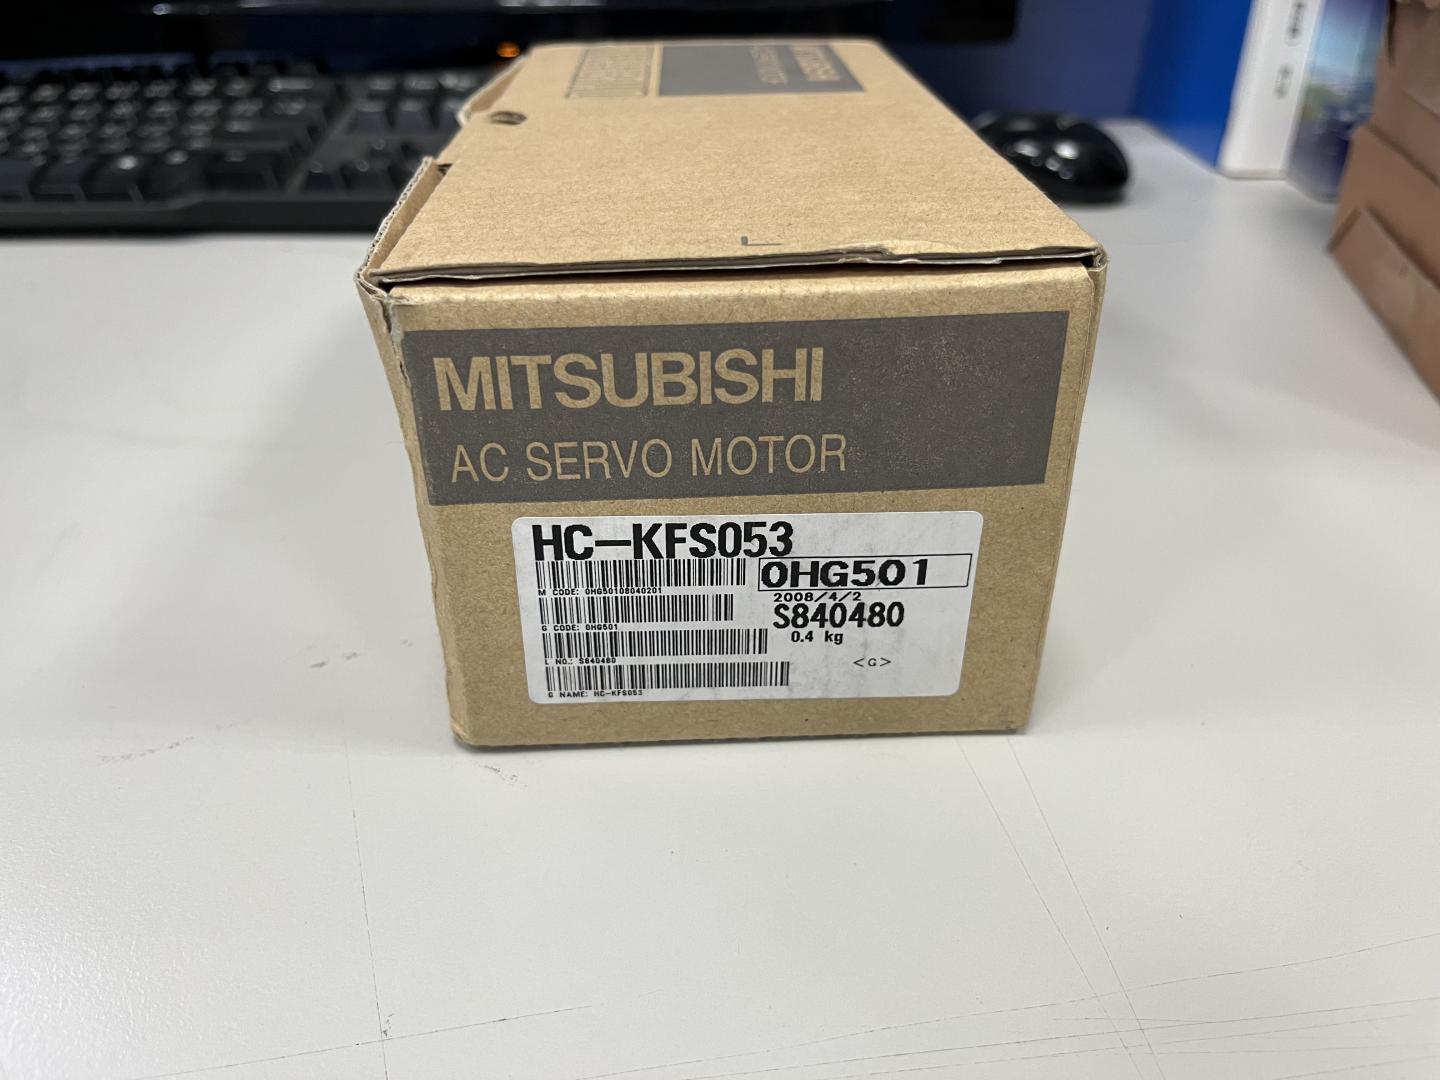 MITSUBISHI
AC SERVO MOTOR
HC-KFS053
0HG501
M CODE: 0HG50108040201
2008/4/2
G CODE: 0HG501
S840480
0.4 kg
L NO.: S840480
<G>
G NAME: HC-KFS053